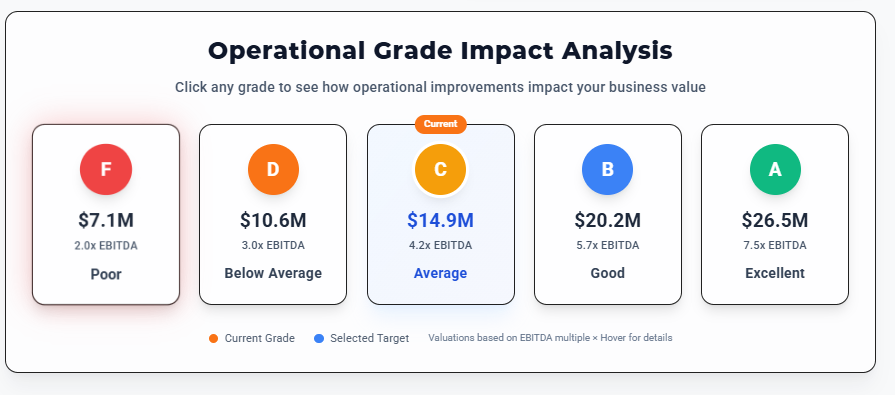 Operational Grade Impact Analysis
Click any grade to see how operational improvements impact your business value
Current
F
$7.1M
2.0x EBITDA
Poor
D
$10.6M
3.0x EBITDA
Below Average
C
$14.9M
4.2x EBITDA
Average
B
$20.2M
5.7x EBITDA
Good
A
$26.5M
7.5x EBITDA
Excellent
Current Grade
Selected Target
Valuations based on EBITDA multiple × Hover for details